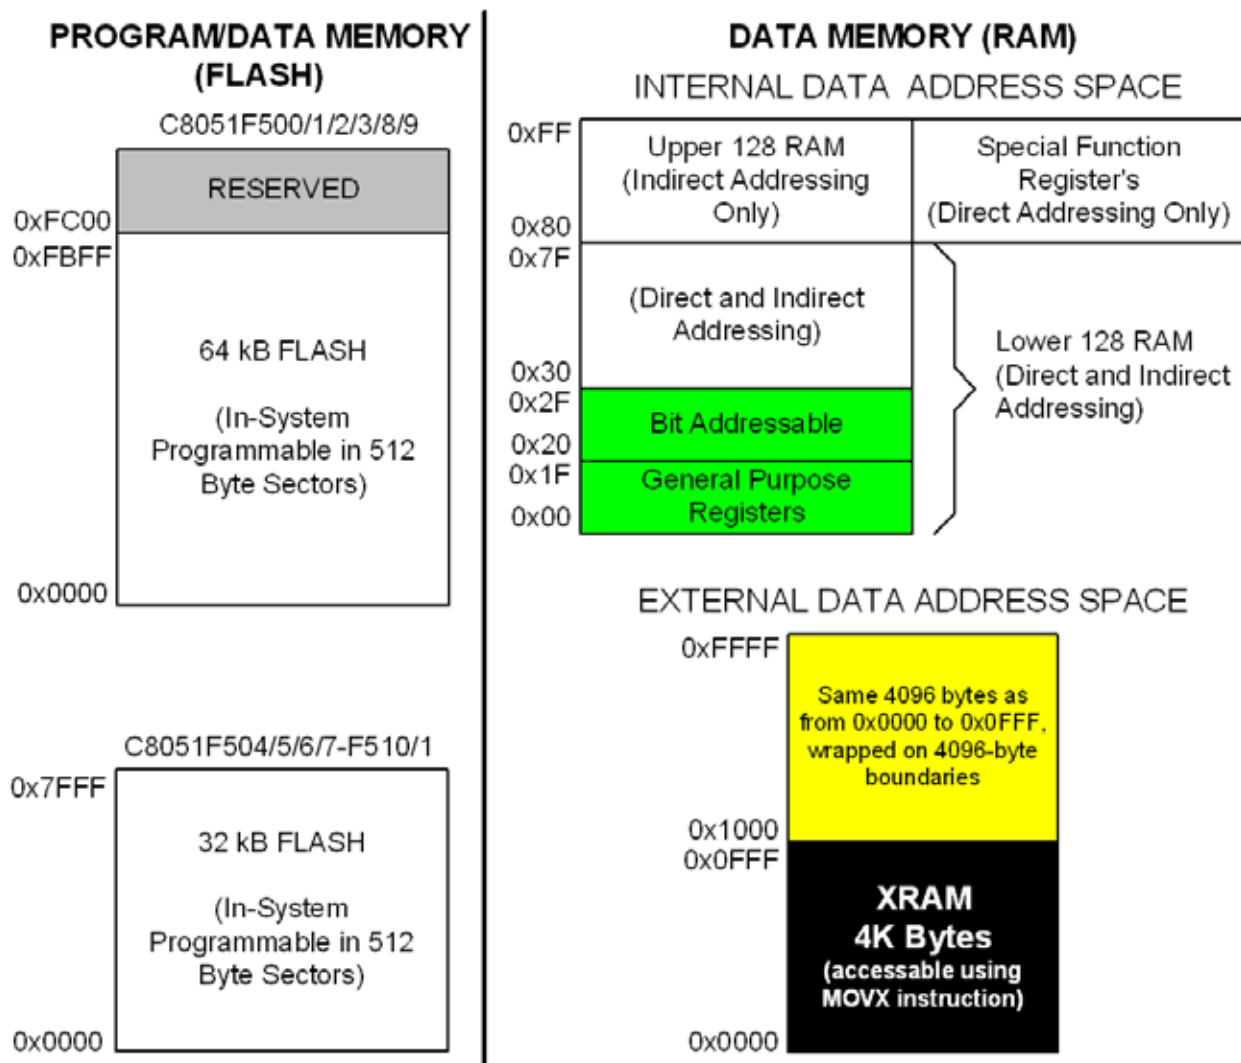 PROGRAM/DATA MEMORY
(FLASH)
C8051F500/1/2/3/8/9
RESERVED
0xFC00
0xFBFF
64 kB FLASH
(In-System
Programmable in 512
Byte Sectors)
0x0000
C8051F504/5/6/7-F510/1
0x7FFF
32 kB FLASH
(In-System
Programmable in 512
Byte Sectors)
0x0000
DATA MEMORY (RAM)
INTERNAL DATA ADDRESS SPACE
0xFF
Upper 128 RAM
(Indirect Addressing
Only)
0x80
Special Function
Register's
(Direct Addressing Only)
0x7F
(Direct and Indirect
Addressing)
0x30
Lower 128 RAM
(Direct and Indirect
Addressing)
0x2F
Bit Addressable
0x20
0x1F
General Purpose
Registers
0x00
EXTERNAL DATA ADDRESS SPACE
0xFFFF
Same 4096 bytes as
from 0x0000 to 0x0FFF,
wrapped on 4096-byte
boundaries
0x1000
0x0FFF
XRAM
4K Bytes
(accessable using
MOVX instruction)
0x0000